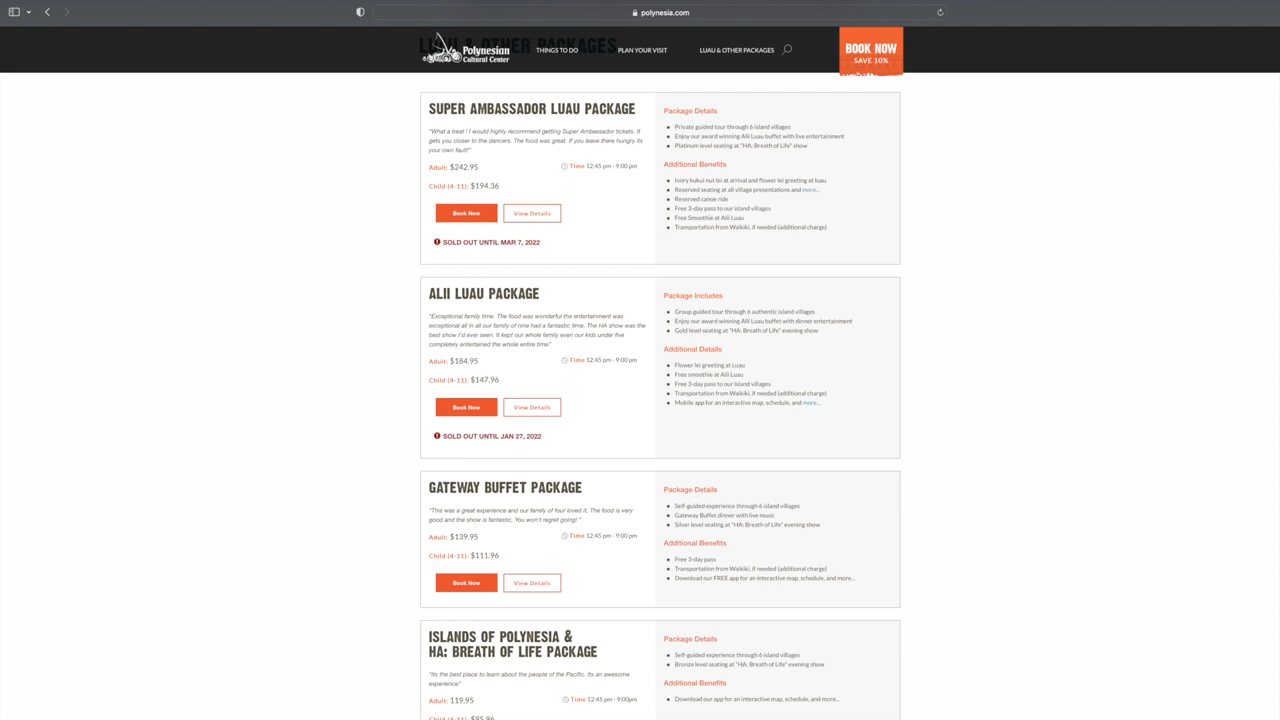 polynesia.com
LUAU & OTHER PACKAGES
Polynesian
Cultural Center
THINGS TO DO
PLAN YOUR VISIT
LUAU & OTHER PACKAGES
BOOK NOW
SAVE 10%
SUPER AMBASSADOR LUAU PACKAGE
"What a treat ! I would highly recommend getting Super Ambassador tickets. It
gets you closer to the dancers. The food was great. If you leave there hungry its
your own fault!"
Adult: $242.95
Time 12:45 pm - 9:00 pm
Child (4-11): $194.36
Book Now
View Details
SOLD OUT UNTIL MAR 7, 2022
Package Details
Private guided tour through 6 island villages
Enjoy our award winning Alii Luau buffet with live entertainment
Platinum level seating at "HA: Breath of Life" show
Additional Benefits
Ivory kukui nut lei at arrival and flower lei greeting at luau
Reserved seating at all village presentations and more...
Reserved canoe ride
Free 3-day pass to our island villages
Free Smoothie at Alii Luau
Transportation from Waikiki, if needed (additional charge)
ALII LUAU PACKAGE
"Exceptional family time. The food was wonderful the entertainment was
exceptional all in all our family of nine had a fantastic time. The HA show was the
best show I'd ever seen. It kept our whole family even our kids under five
completely entertained the whole entire time"
Adult: $184.95
Time 12:45 pm - 9:00 pm
Child (4-11): $147.96
Book Now
View Details
SOLD OUT UNTIL JAN 27, 2022
Package Includes
Group guided tour through 6 authentic island villages
Enjoy our award winning Alii Luau buffet with dinner entertainment
Gold level seating at "HA: Breath of Life" evening show
Additional Details
Flower lei greeting at Luau
Free smoothie at Alii Luau
Free 3-day pass to our island villages
Transportation from Waikiki, if needed (additional charge)
Mobile app for an interactive map, schedule, and more...
GATEWAY BUFFET PACKAGE
"This was a great experience and our family of four loved it. The food is very
good and the show is fantastic. You won't regret going! "
Adult: $139.95
Time 12:45 pm - 9:00 pm
Child (4-11): $111.96
Book Now
View Details
Package Details
Self-guided experience through 6 island villages
Gateway Buffet dinner with live music
Silver level seating at "HA: Breath of Life" evening show
Additional Benefits
Free 3-day pass
Transportation from Waikiki, if needed (additional charge)
Download our FREE app for an interactive map, schedule, and more...
ISLANDS OF POLYNESIA &
HA: BREATH OF LIFE PACKAGE
"Its the best place to learn about the people of the Pacific. Its an awesome
experience"
Adult: 119.95
Time 12:45 pm - 9:00pm
Child (4-11): $95.96
Package Details
Self-guided experience through 6 island villages
Bronze level seating at "HA: Breath of Life" evening show
Additional Benefits
Download our app for an interactive map, schedule, and more...